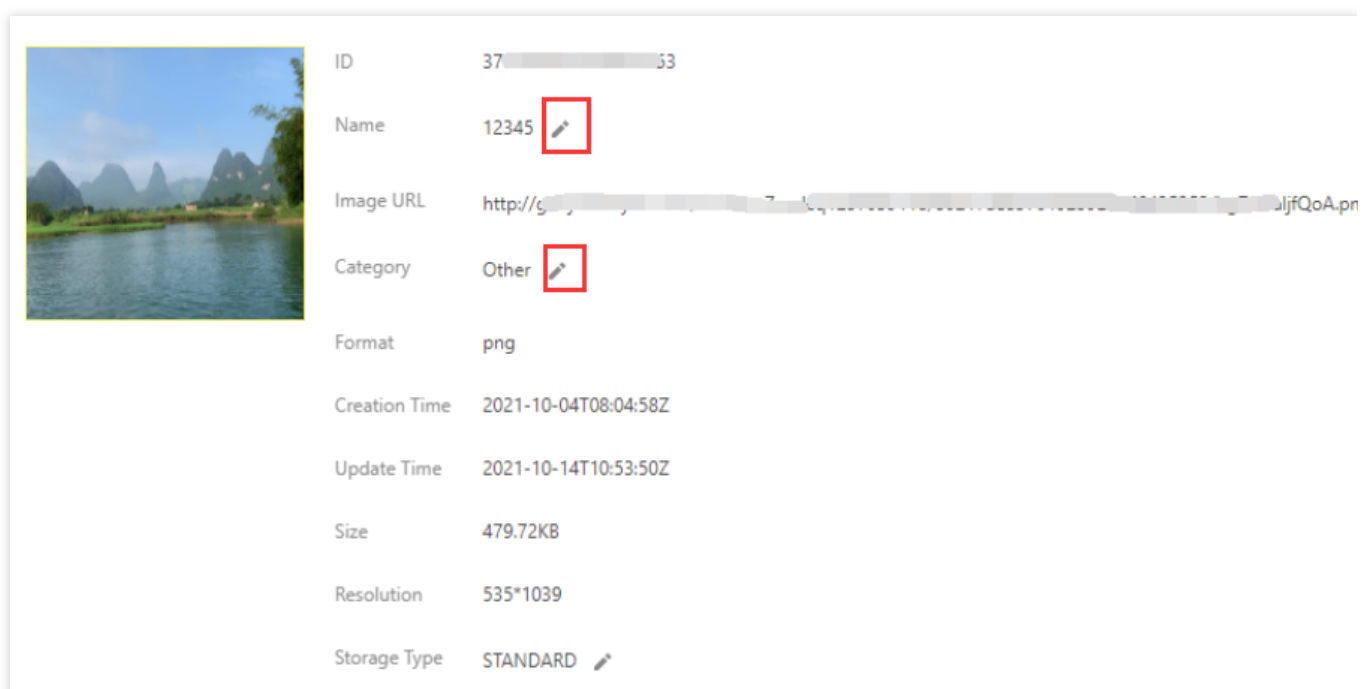 ID 37 53
Name 12345
Image URL http:// ljfQoA.pn
Category Other
Format png
Creation Time 2021-10-04T08:04:58Z
Update Time 2021-10-14T10:53:50Z
Size 479.72KB
Resolution 535*1039
Storage Type STANDARD